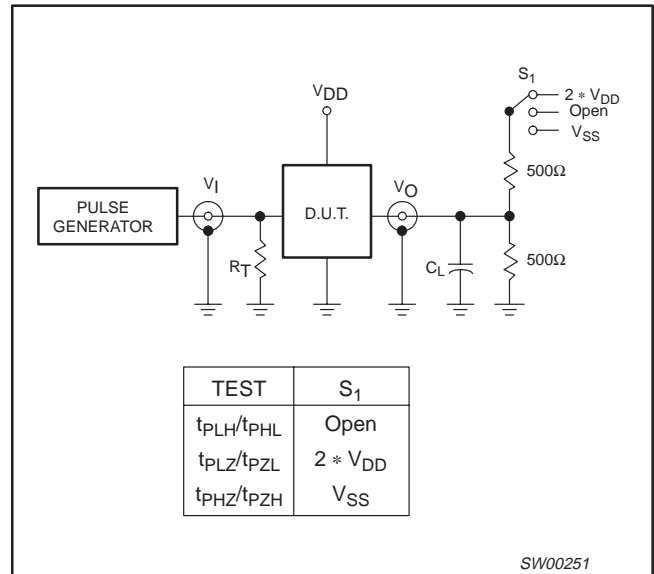 S1
VDD
2 * VDD
Open
VSS
500Ω
VI
VO
PULSE
GENERATOR
D.U.T.
RT
CL
500Ω
TEST S1
tPLH/tPHL Open
tPLZ/tPZL 2 * VDD
tPHZ/tPZH VSS
SW00251